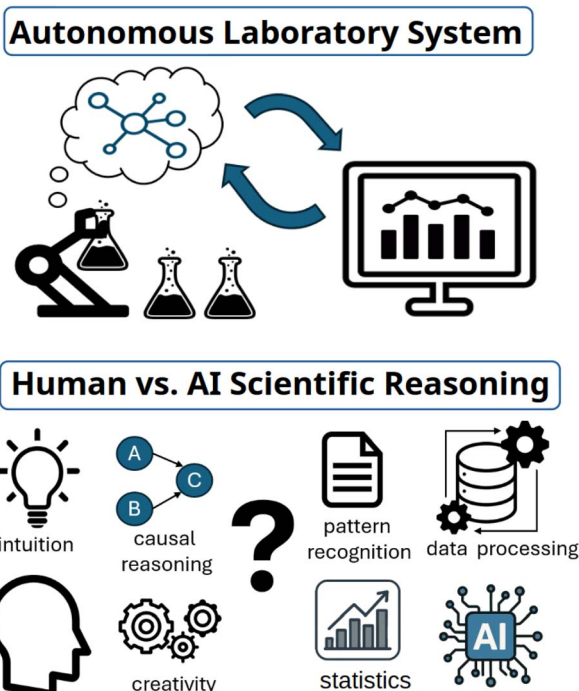 Autonomous Laboratory System
Human vs. AI Scientific Reasoning
A
B
C
intuition
causal
reasoning
?
pattern
recognition
data processing
creativity
statistics
AI